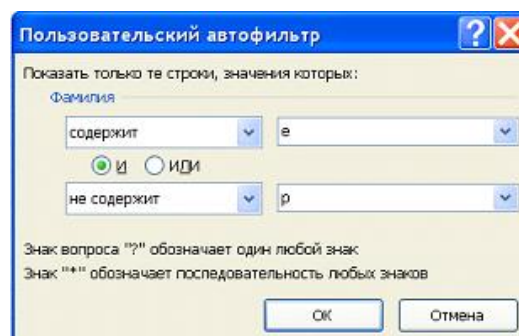 Пользовательский автофильтр
Показать только те строки, значения которых:
Фамилия
содержит е
И ИЛИ
не содержит р
Знак вопроса "?" обозначает один любой знак
Знак "*" обозначает последовательность любых знаков
ОК Отмена